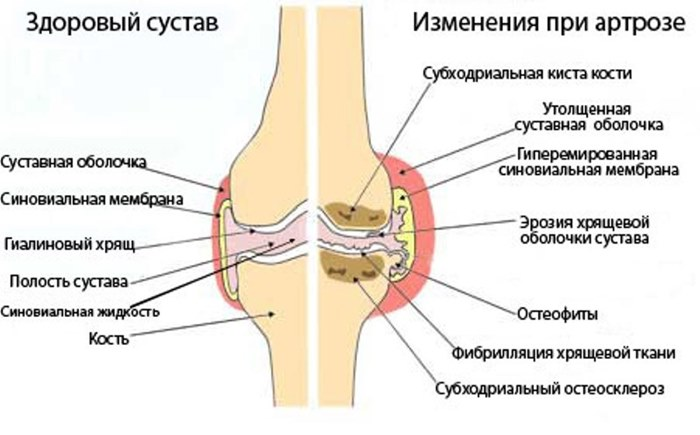 Здоровый сустав
Суставная оболочка
Синовиальная мембрана
Гиалиновый хрящ
Полость сустава
Синовиальная жидкость
Кость
Изменения при артрозе
Субходриальная киста кости
Утолщенная
суставная оболочка
Гиперемированная
синовиальная мембрана
Эрозия хрящевой
оболочки сустава
Остеофиты
Фибрилляция хрящевой ткани
Субходриальный остеосклероз